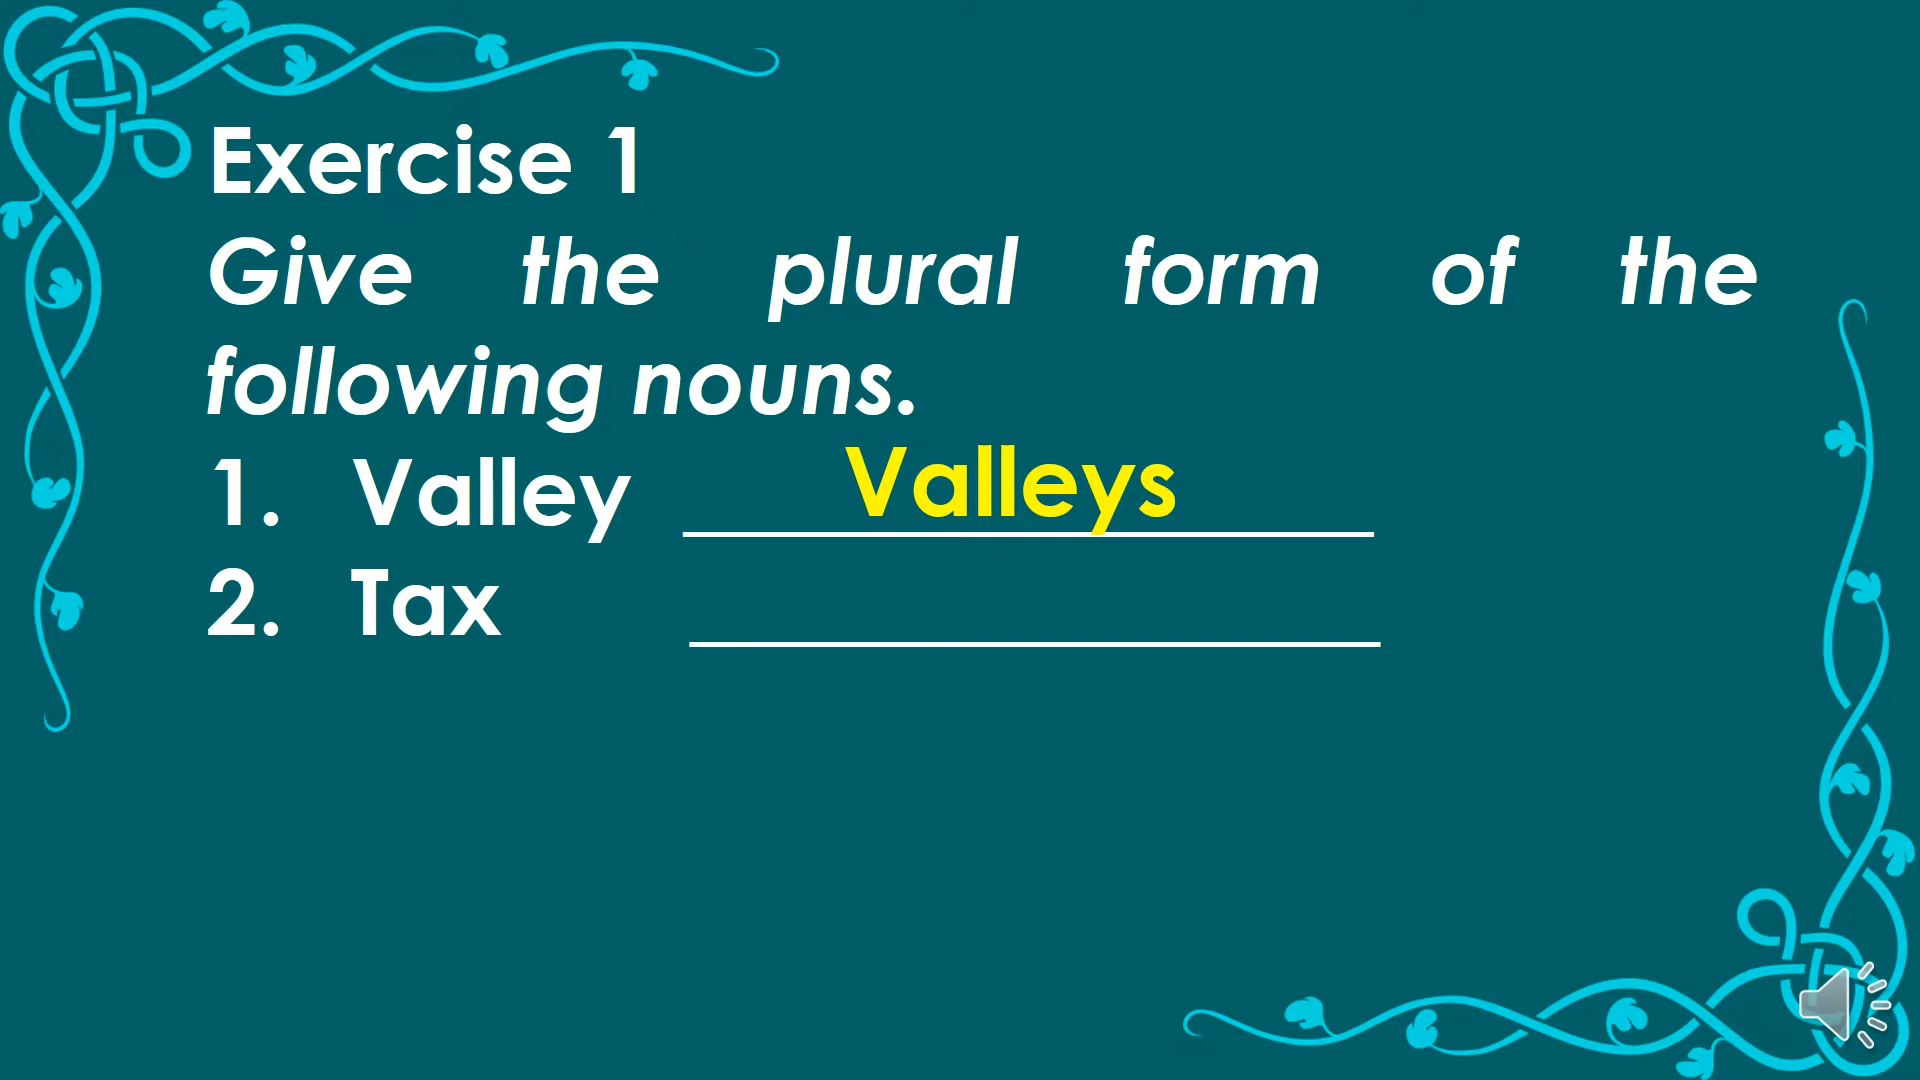 Exercise 1
Give the plural form of the
following nouns.
1. Valley Valleys
2. Tax